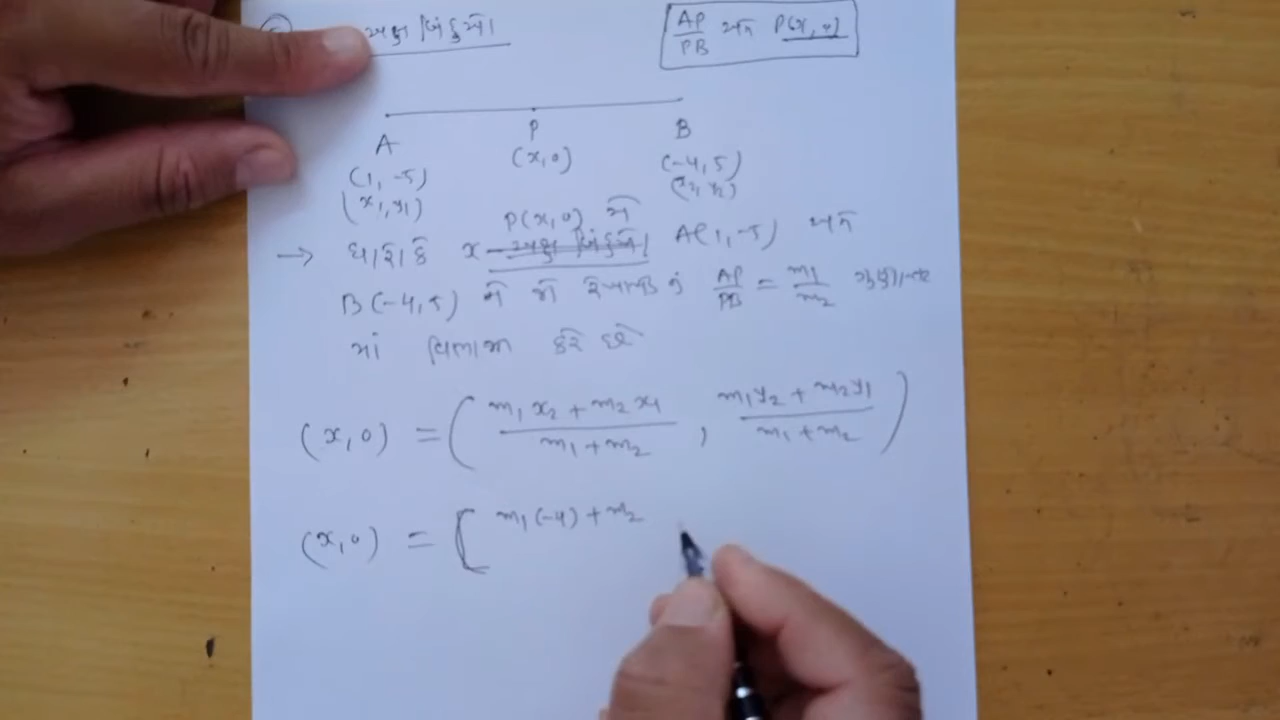 અક્ષ બિંદુઓ
AP/PB અને P(x, 0)
A P B
(1, -5) (x, 0) (-4, 5)
(x₁, y₁) (x₂, y₂)
P(x, 0) એ
→ ધારો કે x A(1, -5) અને
B(-4, 5) ને AP/PB = m₁/m₂ ગુણોત્તર
માં વિભાજન કરે છે
(x, 0) = ( m₁x₂ + m₂x₁ / m₁ + m₂ , m₁y₂ + m₂y₁ / m₁ + m₂ )
(x, 0) = [ m₁(-4) + m₂